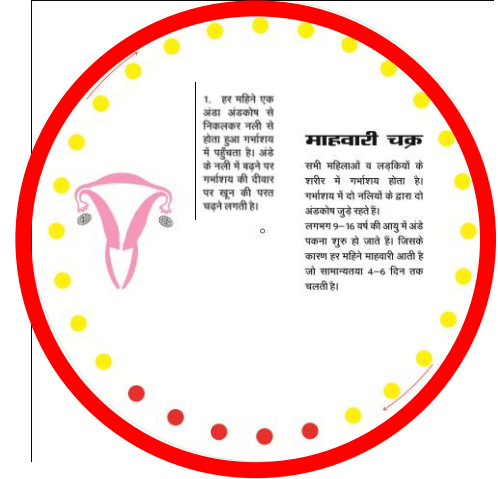 1. हर महिने एक
अंडा अंडकोष से
निकलकर नली से
होता हुआ गर्भाशय
में पहुँचता है। अंडे
के नली में बढ़ने पर
गर्भाशय की दीवार
पर खून की परत
चढ़ने लगती है।
माहवारी चक्र
सभी महिलाओं व लड़कियों के
शरीर में गर्भाशय होता है।
गर्भाशय में दो नलियों के द्वारा दो
अंडकोष जुड़े रहते हैं।
लगभग 9–16 वर्ष की आयु में अंडे
पकना शुरु हो जाते हैं। जिसके
कारण हर महिने माहवारी आती है
जो सामान्यतया 4–6 दिन तक
चलती है।